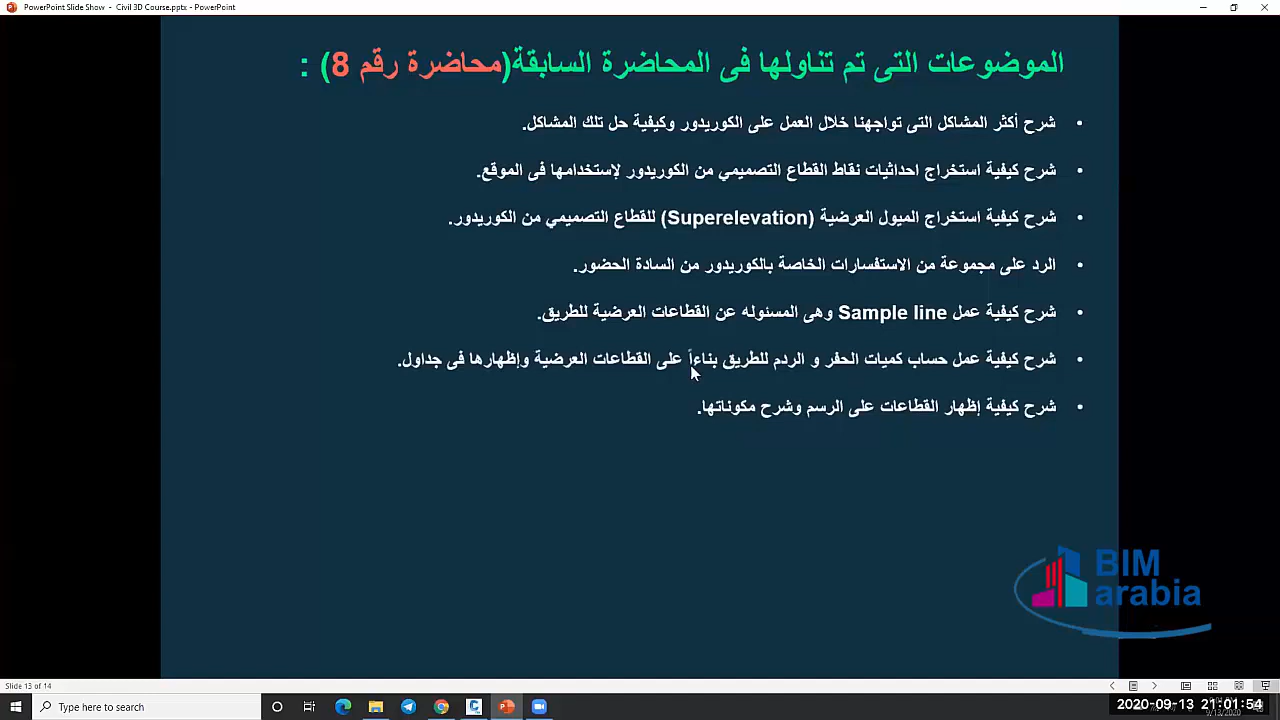 PowerPoint Slide Show - Civil 3D Course.pptx - PowerPoint
الموضوعات التى تم تناولها فى المحاضرة السابقة(محاضرة رقم 8) :
• شرح أكثر المشاكل التى تواجهنا خلال العمل على الكوريدور وكيفية حل تلك المشاكل.
• شرح كيفية استخراج احداثيات نقاط القطاع التصميمي من الكوريدور لإستخدامها فى الموقع.
• شرح كيفية استخراج الميول العرضية (Superelevation) للقطاع التصميمي من الكوريدور.
• الرد على مجموعة من الاستفسارات الخاصة بالكوريدور من السادة الحضور.
• شرح كيفية عمل Sample line وهى المسئوله عن القطاعات العرضية للطريق.
• شرح كيفية عمل حساب كميات الحفر و الردم للطريق بناءاً على القطاعات العرضية وإظهارها فى جداول.
• شرح كيفية إظهار القطاعات على الرسم وشرح مكوناتها.
BIM
arabia
Slide 13 of 14
Type here to search
2020-09-13 21:01:54
9/13/2020